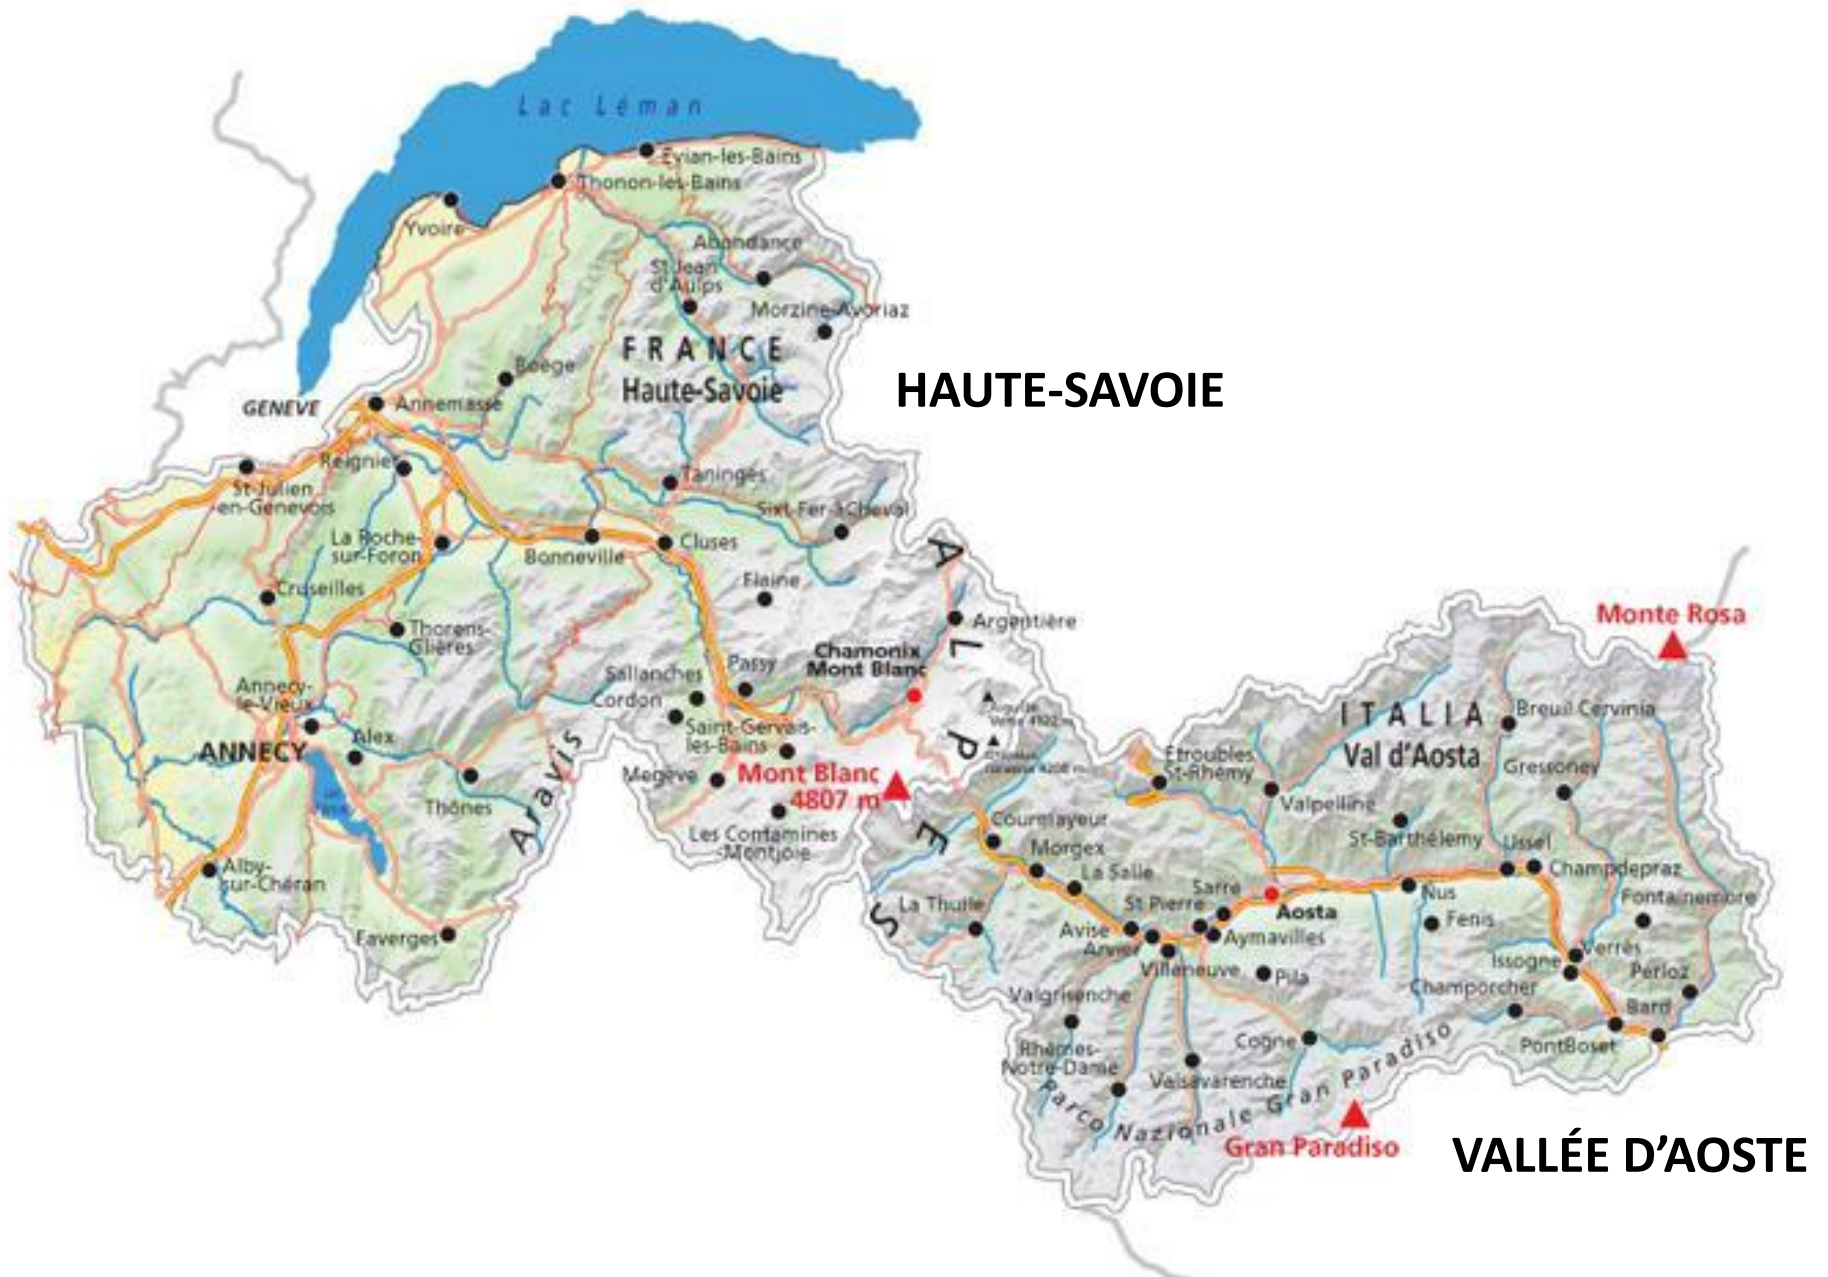 Lac Léman
Evian-les-Bains
Thonon-les-Bains
Yvoire
Abondance
St Jean
d'Aulps
Morzine-Avoriaz
FRANCE
Haute-Savoie
HAUTE-SAVOIE
Boëge
GENEVE
Annemasse
Reignier
St-Julien
-en-Genevois
Taninges
Sixt-Fer-à-Cheval
La Roche-
sur-Foron
Bonneville
Cluses
Flaine
Cruseilles
Thorens-
Glières
Argentière
Chamonix
Mont Blanc
Sallanches
Passy
Cordon
Saint-Gervais-
les-Bains
Annecy-
le-Vieux
ANNECY
Alex
Aravis
Megève
Mont Blanc
4807 m
Thônes
Les Contamines
-Montjoie
Alby-
sur-Chéran
Faverges
ALPES
Monte Rosa
ITALIA
Val d'Aosta
Breuil Cervinia
Etroubles
St-Rhémy
Gressoney
Valpelline
St-Barthélemy
Ussel
Champdepraz
Courmayeur
Morgex
La Salle
La Thuile
Sarre
St Pierre
Aosta
Nus
Fenis
Fontainemore
Avise
Arvier
Aymavilles
Villeneuve
Pila
Verrès
Issogne
Perloz
Champorcher
Valgrisenche
Bard
PontBoset
Cogne
Rhêmes-
Notre-Dame
Valsavarenche
Parco Nazionale Gran Paradiso
Gran Paradiso
VALLÉE D'AOSTE